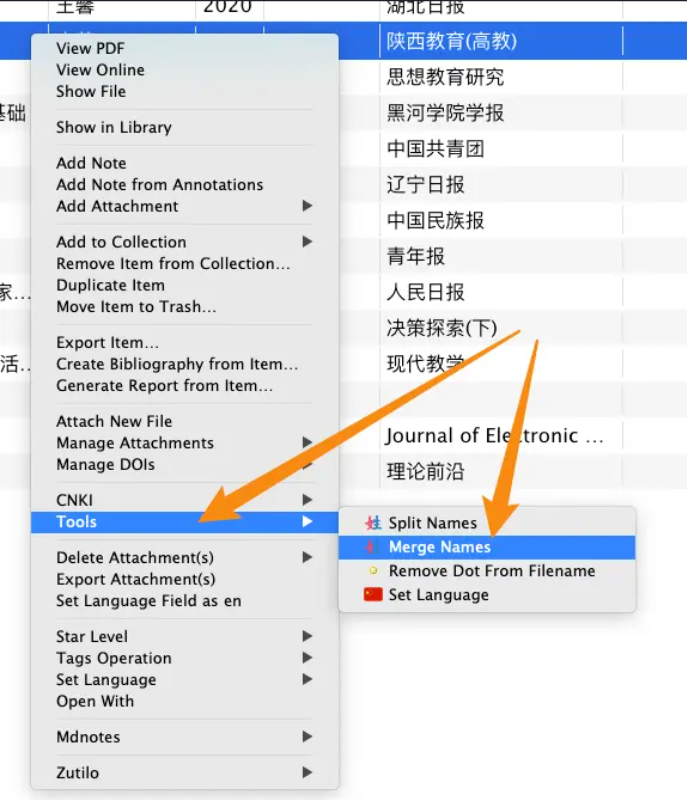 王馨 2020 湖北日报
陕西教育(高教)
思想教育研究
基础 黑河学院学报
中国共青团
辽宁日报
中国民族报
青年报
家… 人民日报
决策探索(下)
活… 现代教学
Journal of Electronic …
理论前沿
View PDF
View Online
Show File
Show in Library
Add Note
Add Note from Annotations
Add Attachment
Add to Collection
Remove Item from Collection…
Duplicate Item
Move Item to Trash…
Export Item…
Create Bibliography from Item…
Generate Report from Item…
Attach New File
Manage Attachments
Manage DOIs
CNKI
Tools
Delete Attachment(s)
Export Attachment(s)
Set Language Field as en
Star Level
Tags Operation
Set Language
Open With
Mdnotes
Zutilo
姓 Split Names
Merge Names
Remove Dot From Filename
Set Language